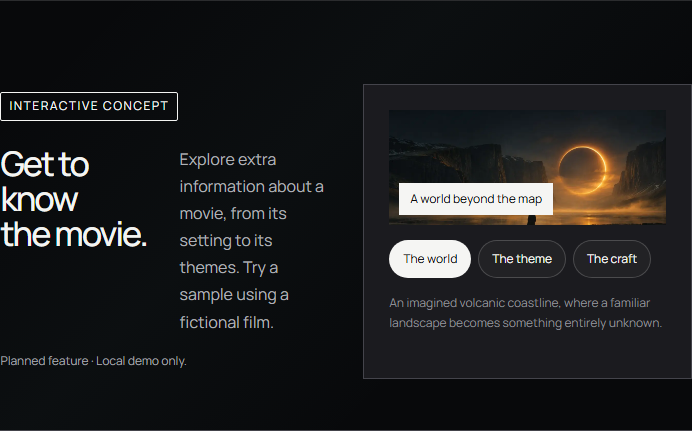 INTERACTIVE CONCEPT
Get to
know
the movie.
Explore extra
information about a
movie, from its
setting to its
themes. Try a
sample using a
fictional film.
Planned feature · Local demo only.
A world beyond the map
The world
The theme
The craft
An imagined volcanic coastline, where a familiar
landscape becomes something entirely unknown.